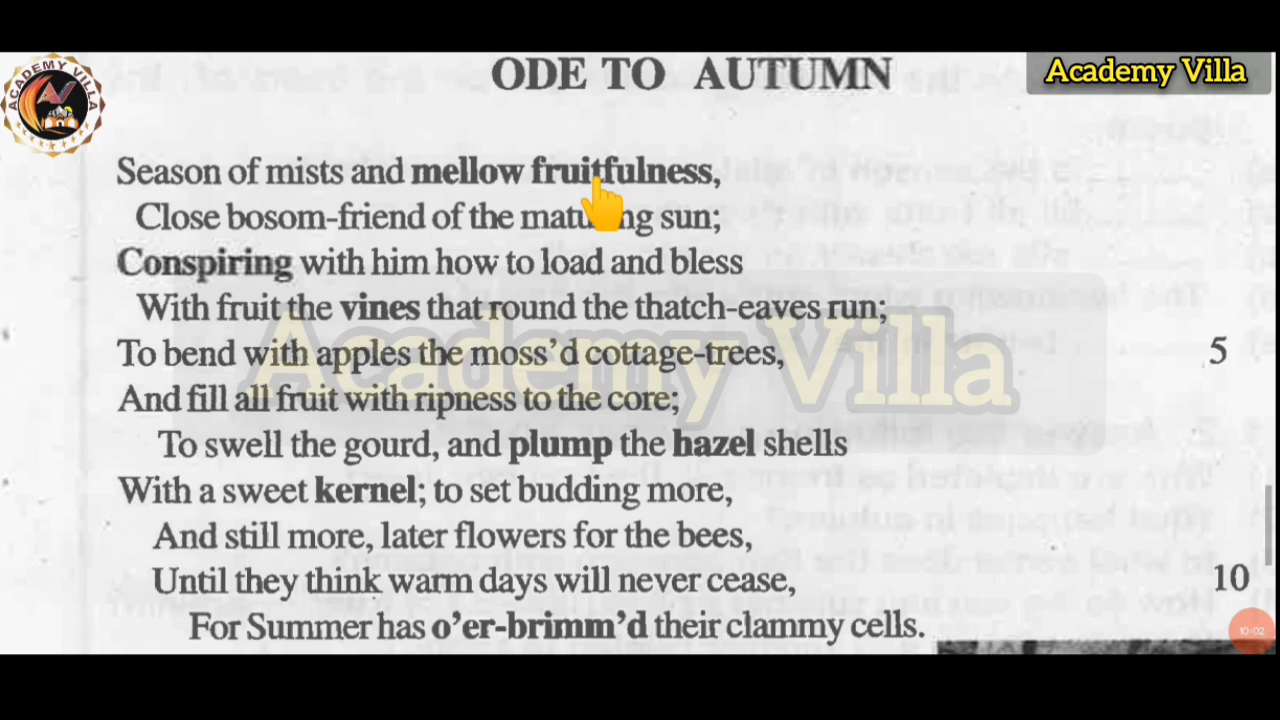 ODE TO AUTUMN
Academy Villa
ACADEMY VILLA
Season of mists and mellow fruitfulness,
Close bosom-friend of the maturing sun;
Conspiring with him how to load and bless
With fruit the vines that round the thatch-eaves run;
To bend with apples the moss'd cottage-trees, 5
And fill all fruit with ripness to the core;
To swell the gourd, and plump the hazel shells
With a sweet kernel; to set budding more,
And still more, later flowers for the bees,
Until they think warm days will never cease, 10
For Summer has o'er-brimm'd their clammy cells.
Academy Villa
10:02